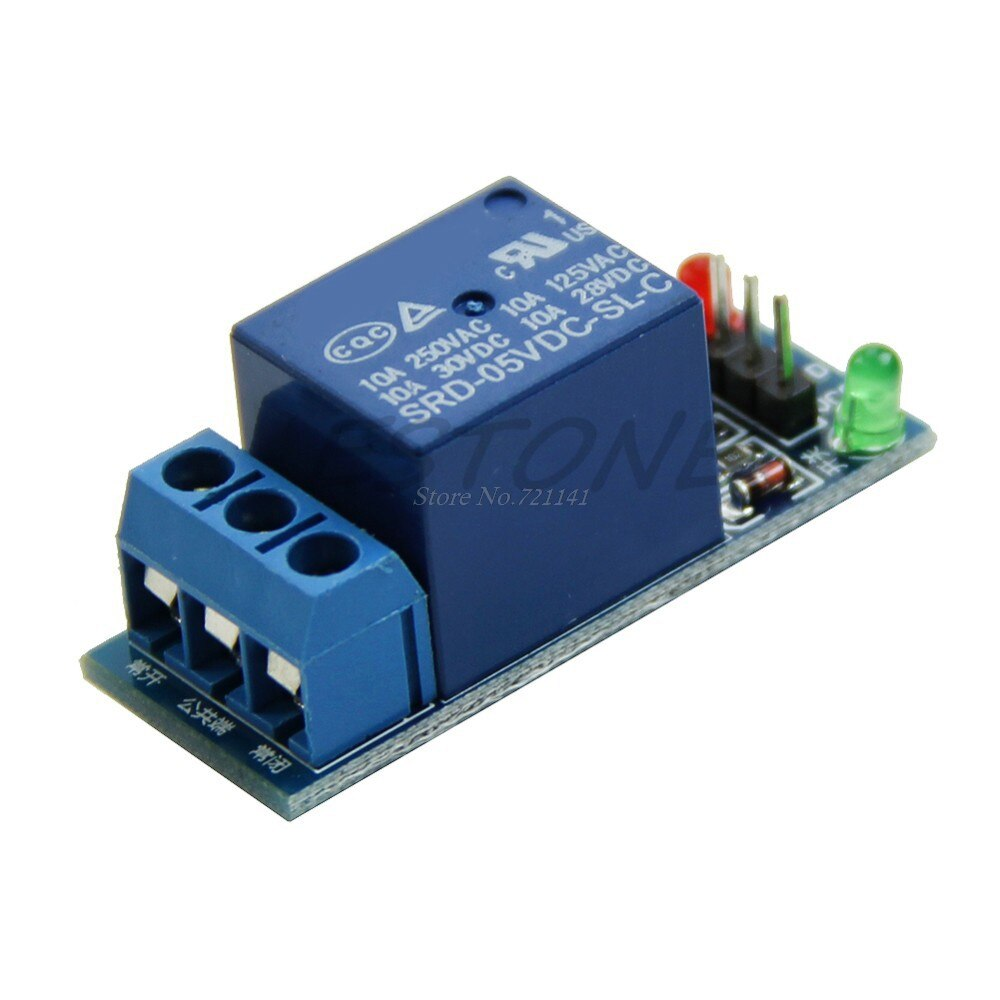 1
c RU US
CQC
10A 250VAC 10A 125VAC
10A 30VDC 10A 28VDC
SRD-05VDC-SL-C
Store No.721141
常开
公共端
常闭